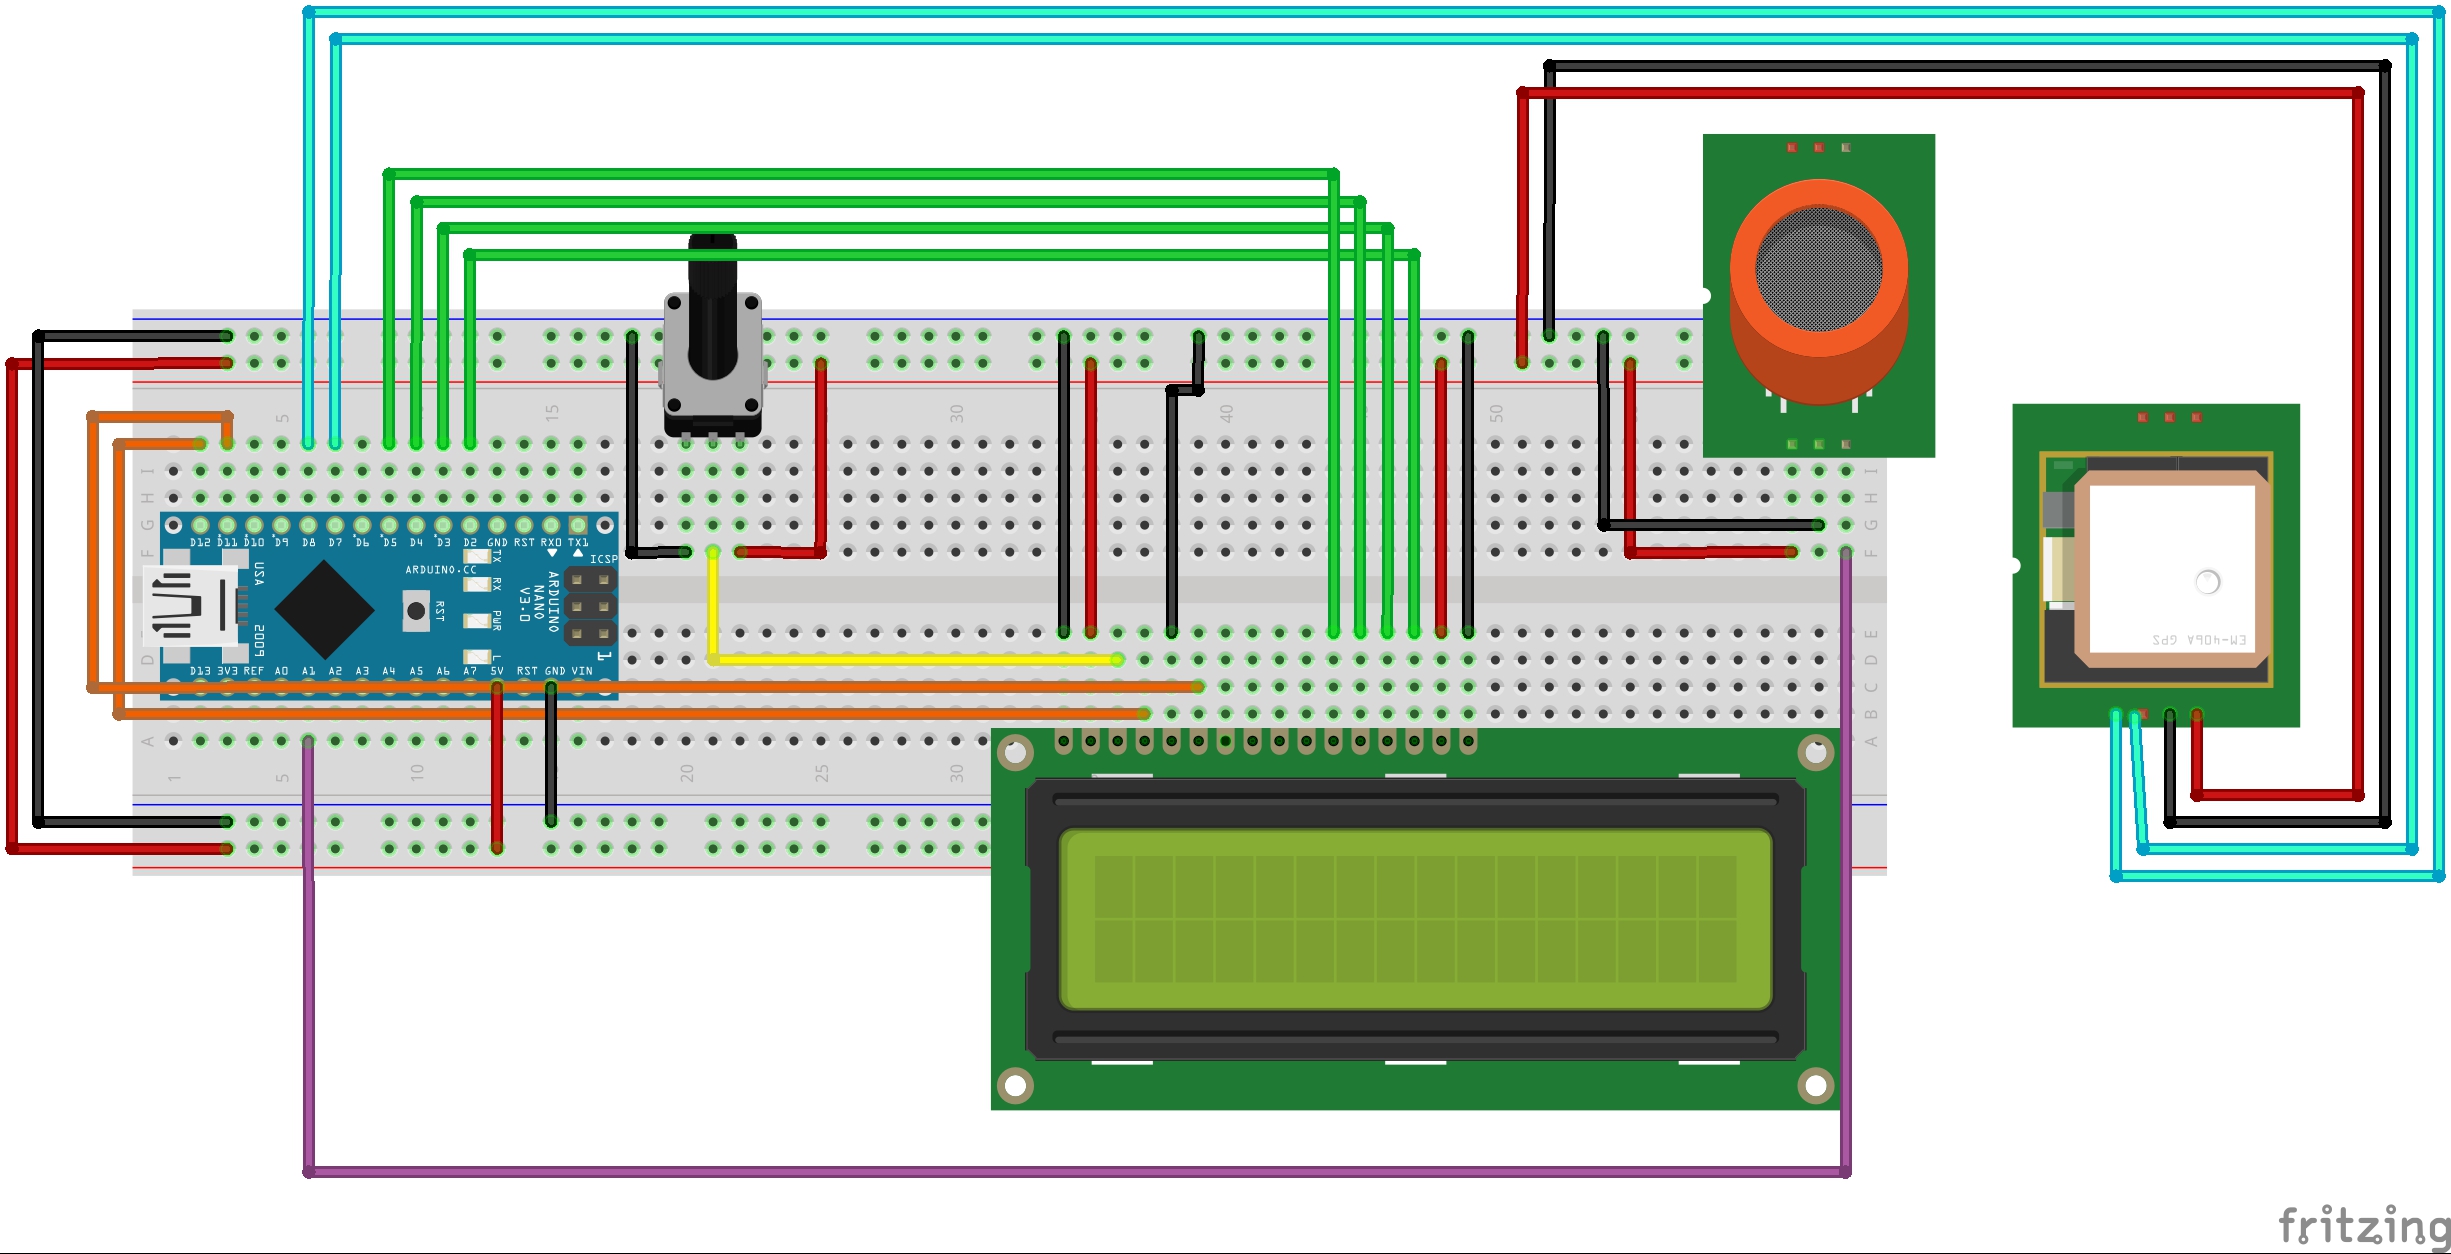 5
15
30
40
50
I
I
H
H
G
G
F
F
D12 D11 D10 D9 D8 D7 D6 D5 D4 D3 D2 GND RST RX0 TX1
ICSP
TX
RX
PWR
L
USA
2009
ARDUINO.CC
RST
ARDUINO
NANO
V3.0
1
D13 3V3 REF A0 A1 A2 A3 A4 A5 A6 A7 5V RST GND VIN
E
D
D
C
B
A
A
1
5
10
20
25
30
EM-406A GPS
fritzing